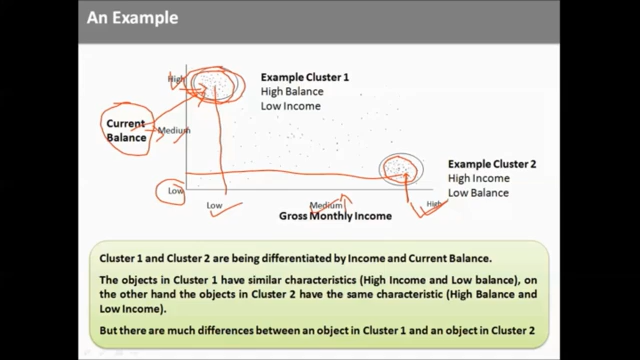 An Example
High
Example Cluster 1
High Balance
Low Income
Current
Balance
Medium
Example Cluster 2
High Income
Low Balance
Low
Low
Medium
High
Gross Monthly Income
Cluster 1 and Cluster 2 are being differentiated by Income and Current Balance.
The objects in Cluster 1 have similar characteristics (High Income and Low balance), on
the other hand the objects in Cluster 2 have the same characteristic (High Balance and
Low Income).
But there are much differences between an object in Cluster 1 and an object in Cluster 2